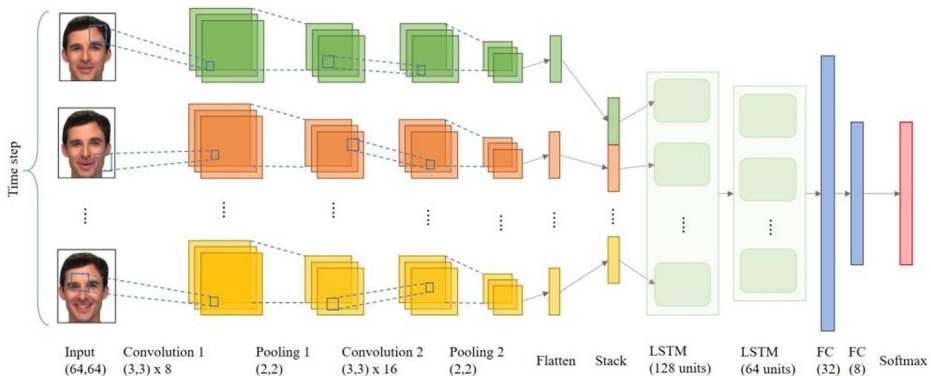 Time step
Input
(64,64)
Convolution 1
(3,3) x 8
Pooling 1
(2,2)
Convolution 2
(3,3) x 16
Pooling 2
(2,2)
Flatten
Stack
LSTM
(128 units)
LSTM
(64 units)
FC
(32)
FC
(8)
Softmax